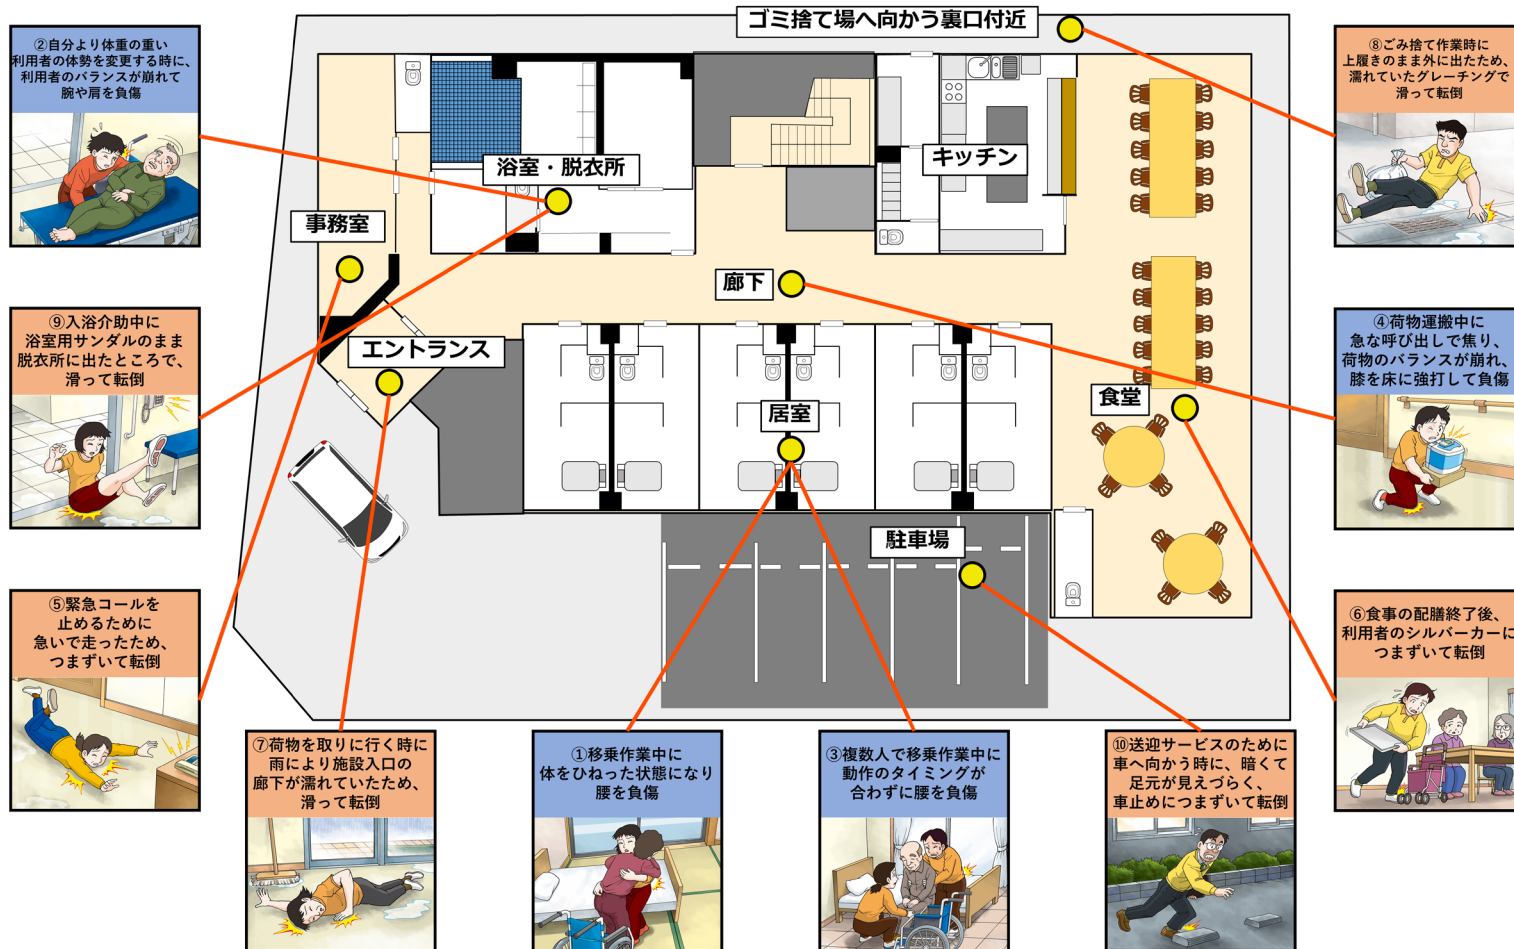 ゴミ捨て場へ向かう裏口付近
②自分より体重の重い
利用者の体勢を変更する時に、
利用者のバランスが崩れて
腕や肩を負傷
⑧ごみ捨て作業時に
上履きのまま外に出たため、
濡れていたグレーチングで
滑って転倒
浴室・脱衣所
キッチン
事務室
廊下
⑨入浴介助中に
浴室用サンダルのまま
脱衣所に出たところで、
滑って転倒
エントランス
④荷物運搬中に
急な呼び出しで焦り、
荷物のバランスが崩れ、
膝を床に強打して負傷
居室
食堂
駐車場
⑤緊急コールを
止めるために
急いで走ったため、
つまずいて転倒
⑥食事の配膳終了後、
利用者のシルバーカーに
つまずいて転倒
⑦荷物を取りに行く時に
雨により施設入口の
廊下が濡れていたため、
滑って転倒
①移乗作業中に
体をひねった状態になり
腰を負傷
③複数人で移乗作業中に
動作のタイミングが
合わずに腰を負傷
⑩送迎サービスのために
車へ向かう時に、暗くて
足元が見えづらく、
車止めにつまずいて転倒